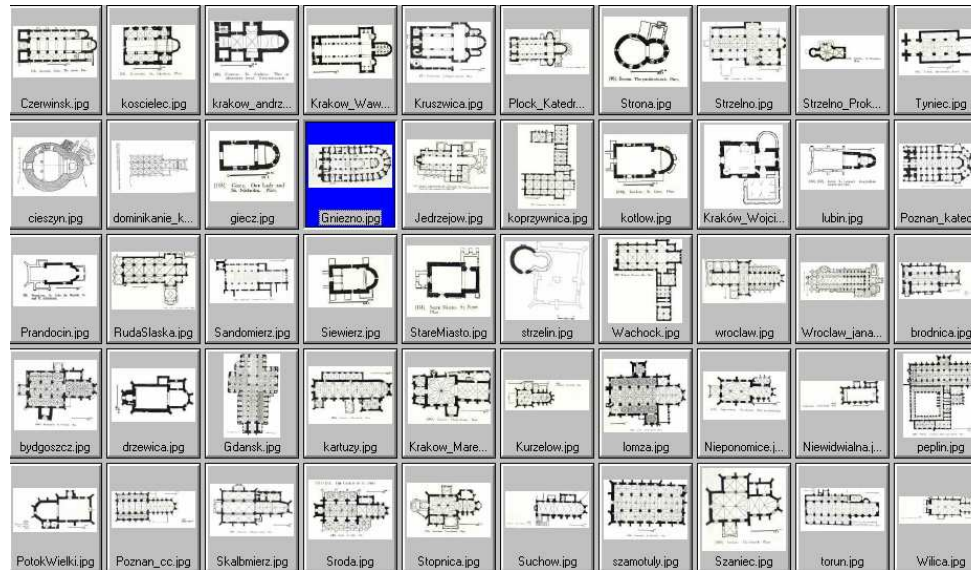 Czerwinsk.jpg koscielec.jpg krakow_andrz... Krakow_Waw... Kruszwica.jpg Plock_Katedr... Strona.jpg Strzelno.jpg Strzelno_Prok... Tyniec.jpg
cieszyn.jpg dominikanie_k... giecz.jpg Gniezno.jpg Jedrzejow.jpg koprzywnica.jpg kotlow.jpg Kraków_Wojci... lubin.jpg Poznan_kated
Prandocin.jpg RudaSlaska.jpg Sandomierz.jpg Siewierz.jpg StareMiasto.jpg strzelin.jpg Wachock.jpg wroclaw.jpg Wroclaw_jana... brodnica.jpg
bydgoszcz.jpg drzewica.jpg Gdansk.jpg kartuzy.jpg Krakow_Mare... Kurzelow.jpg lomza.jpg Nieponomice.j... Niewidwialna.j... peplin.jpg
PotokWielki.jpg Poznan_cc.jpg Skalbmierz.jpg Sroda.jpg Stopnica.jpg Suchow.jpg szamotuly.jpg Szaniec.jpg torun.jpg Wilica.jpg